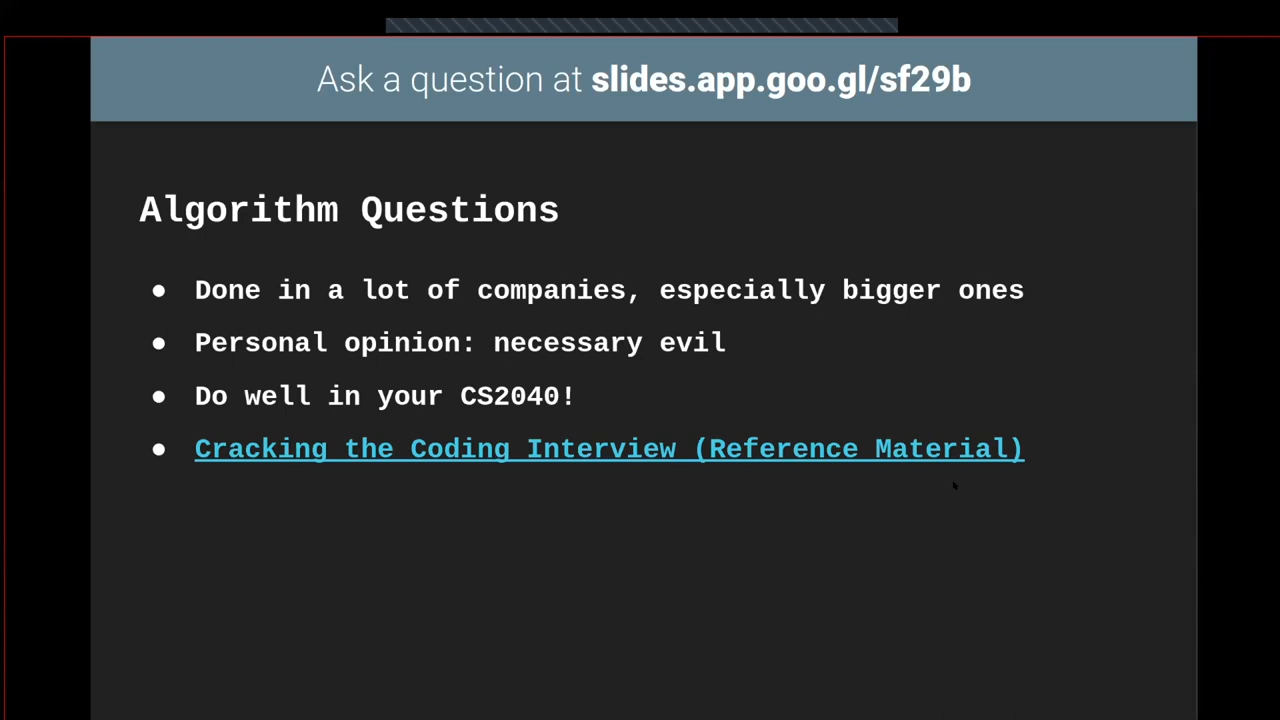 Ask a question at slides.app.goo.gl/sf29b
Algorithm Questions
● Done in a lot of companies, especially bigger ones
● Personal opinion: necessary evil
● Do well in your CS2040!
● Cracking the Coding Interview (Reference Material)